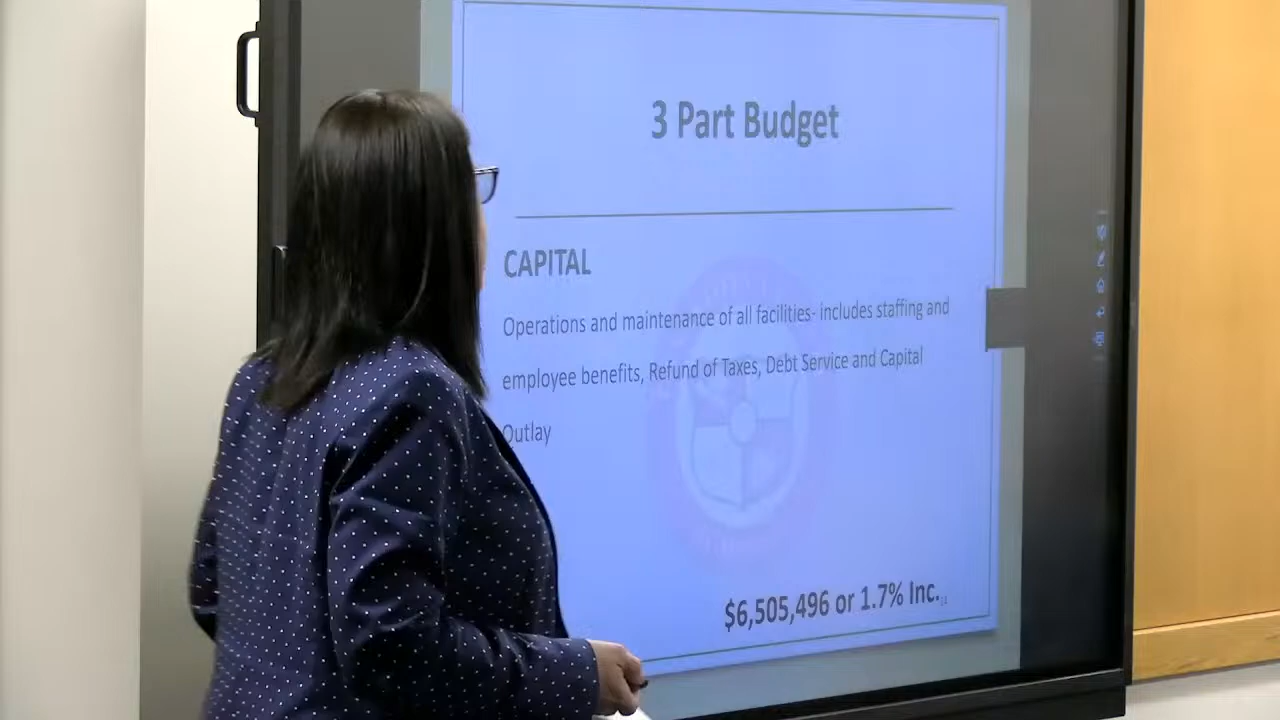 3 Part Budget
CAPITAL
Operations and maintenance of all facilities- includes staffing and
employee benefits, Refund of Taxes, Debt Service and Capital
Outlay
$6,505,496 or 1.7% Inc.